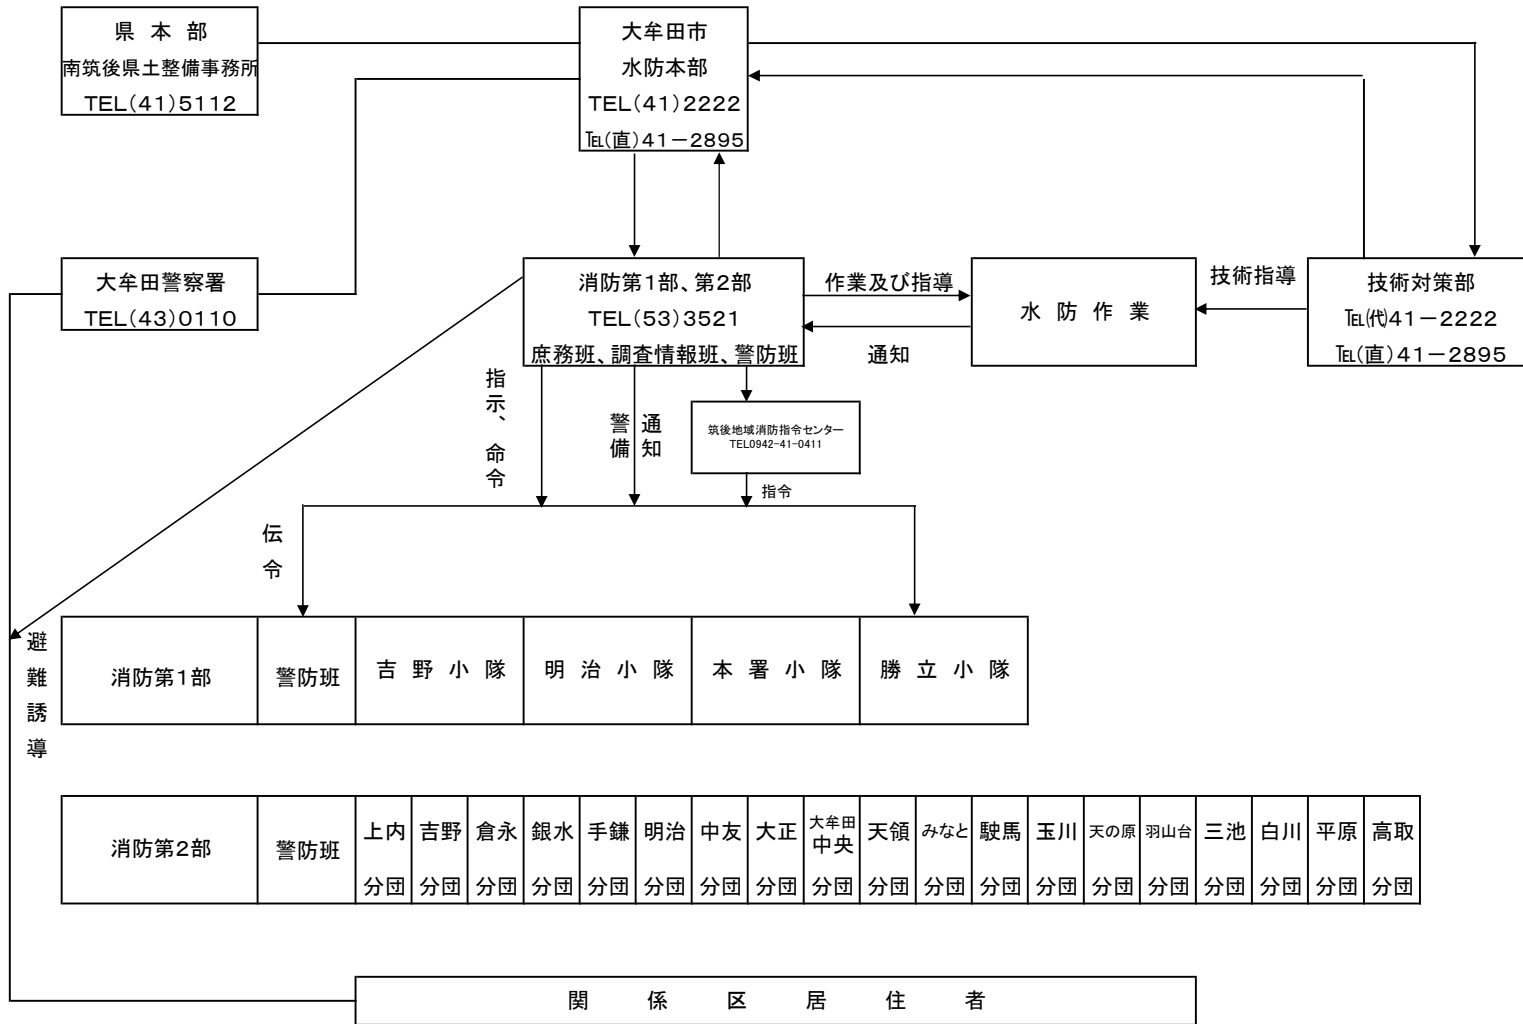 県 本 部
南筑後県土整備事務所
TEL(41)5112
大牟田市
水防本部
TEL(41)2222
℡(直)41－2895
大牟田警察署
TEL(43)0110
消防第1部、第2部
TEL(53)3521
庶務班、調査情報班、警防班
作業及び指導
通知
水 防 作 業
技術指導
技術対策部
℡㈹41－2222
℡(直)41－2895
指示、命令
警備
通知
筑後地域消防指令センター
TEL0942-41-0411
指令
伝令
避難誘導
消防第1部
警防班
吉 野 小 隊
明 治 小 隊
本 署 小 隊
勝 立 小 隊
消防第2部
警防班
上内分団
吉野分団
倉永分団
銀水分団
手鎌分団
明治分団
中友分団
大正分団
大牟田中央分団
天領分団
みなと分団
駛馬分団
玉川分団
天の原分団
羽山台分団
三池分団
白川分団
平原分団
高取分団
関 係 区 居 住 者